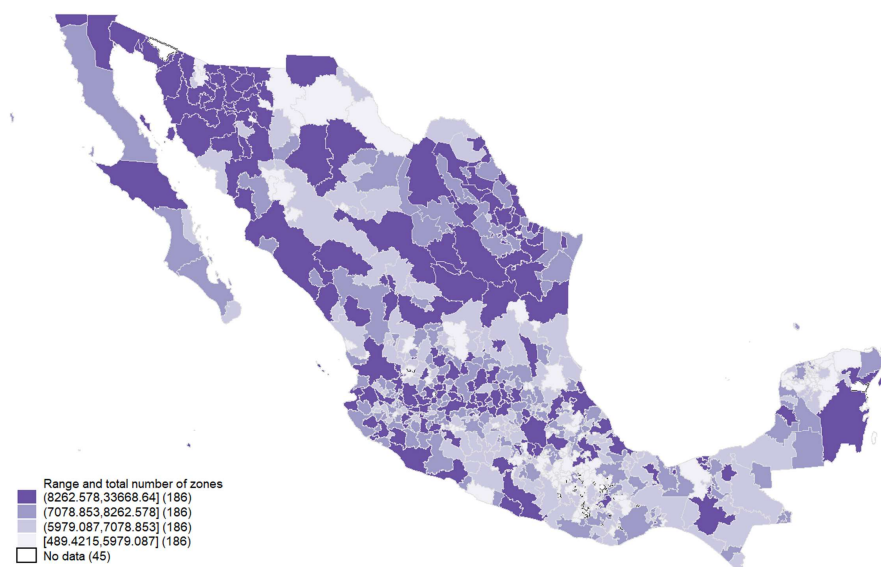 Range and total number of zones
(8262.578,33668.64] (186)
(7078.853,8262.578] (186)
(5979.087,7078.853] (186)
[489.4215,5979.087] (186)
No data (45)